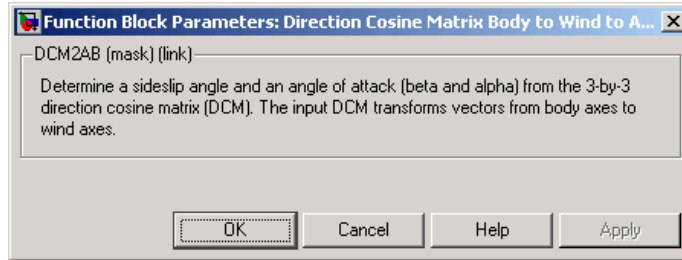 Function Block Parameters: Direction Cosine Matrix Body to Wind to A...
DCM2AB (mask) (link)
Determine a sideslip angle and an angle of attack (beta and alpha) from the 3-by-3
direction cosine matrix (DCM). The input DCM transforms vectors from body axes to
wind axes.
OK Cancel Help Apply